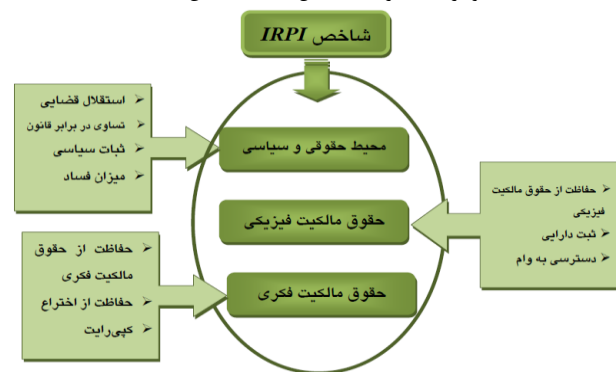 شاخص IRPI
استقلال قضایی
تساوی در برابر قانون
ثبات سیاسی
میزان فساد
محیط حقوقی و سیاسی
حقوق مالکیت فیزیکی
حفاظت از حقوق مالکیت
فیزیکی
ثبت دارایی
دسترسی به وام
حفاظت از حقوق
مالکیت فکری
حفاظت از اختراع
کپی‌رایت
حقوق مالکیت فکری